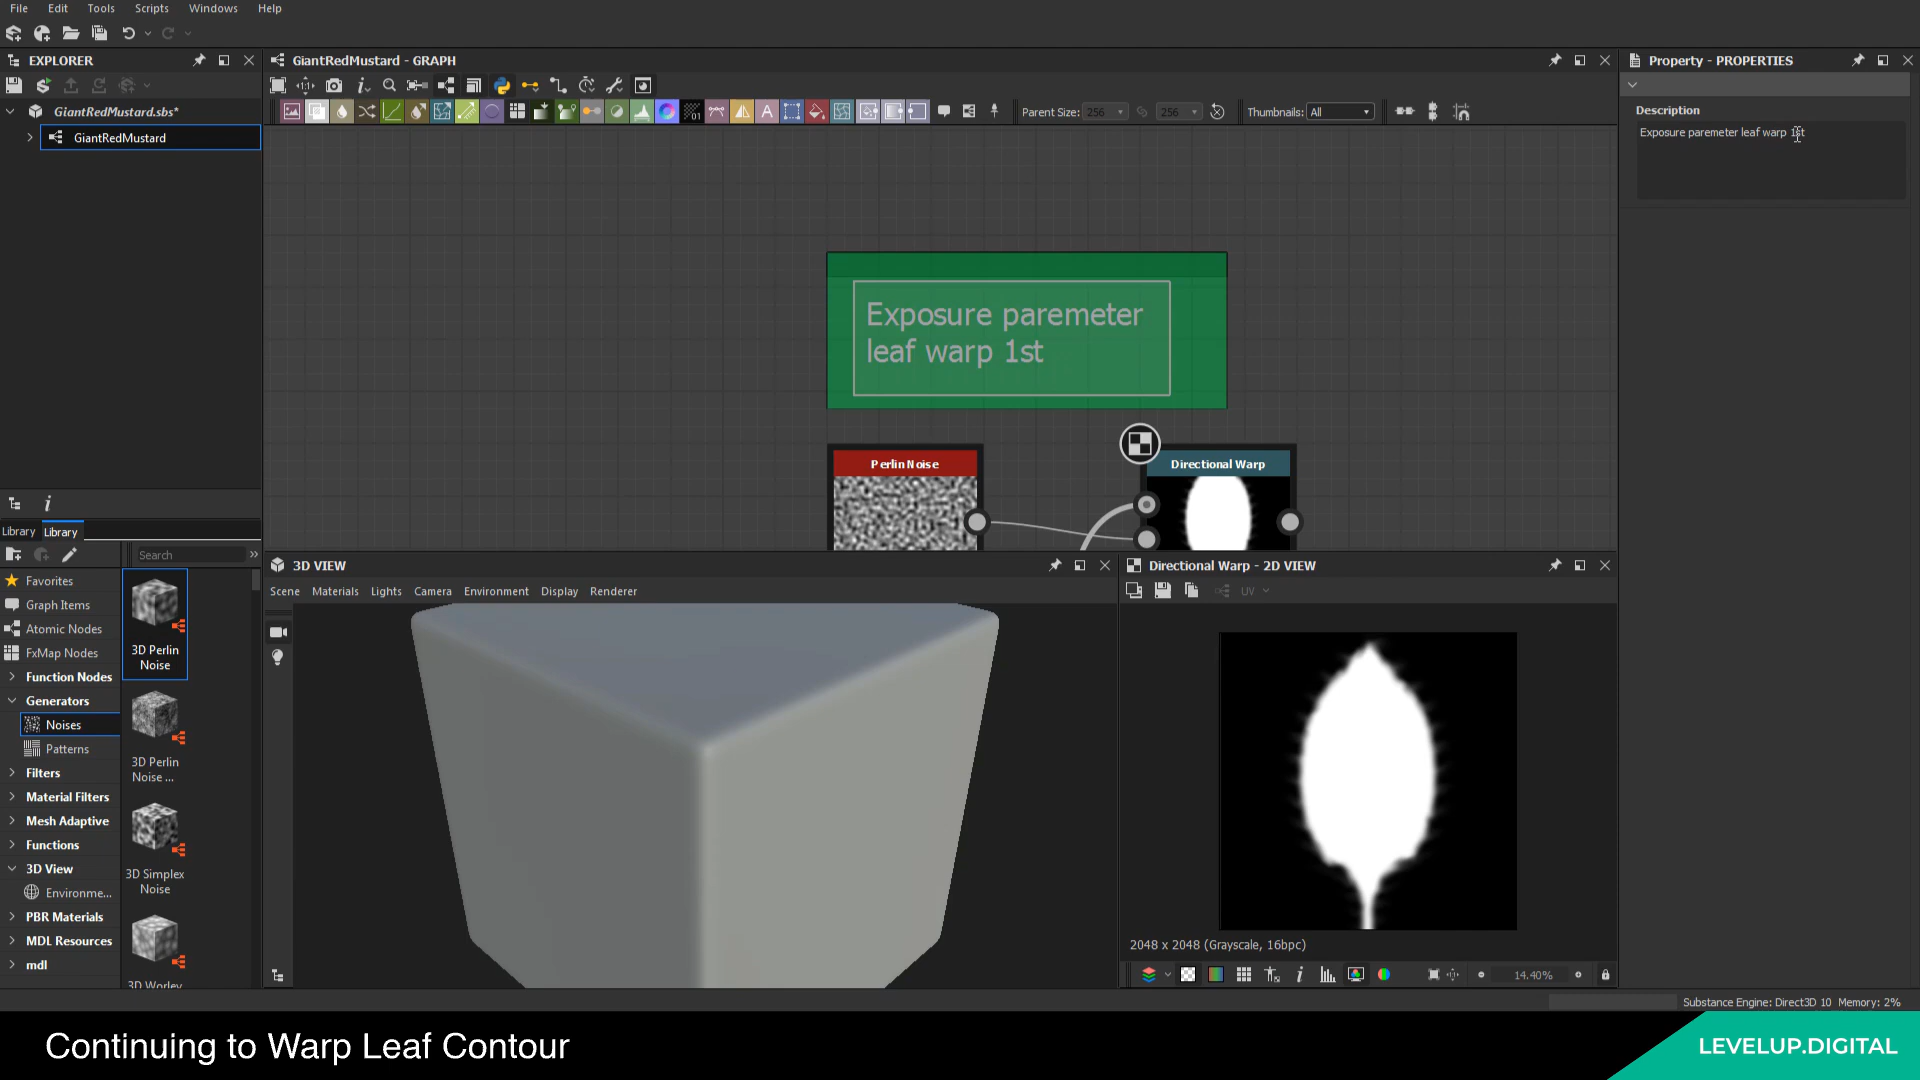 File Edit Tools Scripts Windows Help
EXPLORER
GiantRedMustard - GRAPH
Property - PROPERTIES
GiantRedMustard.sbs*
GiantRedMustard
Parent Size: 256 256 Thumbnails: All
Description
Exposure paremeter leaf warp 1st
Exposure paremeter
leaf warp 1st
Perlin Noise
Directional Warp
Library Library
Search
Favorites
Graph Items
Atomic Nodes
FxMap Nodes
Function Nodes
Generators
Noises
Patterns
Filters
Material Filters
Mesh Adaptive
Functions
3D View
Environme...
PBR Materials
MDL Resources
mdl
3D Perlin
Noise
3D Perlin
Noise ...
3D Simplex
Noise
3D Worley
3D VIEW
Scene Materials Lights Camera Environment Display Renderer
Directional Warp - 2D VIEW
UV
2048 x 2048 (Grayscale, 16bpc)
14.40%
Substance Engine: Direct3D 10 Memory: 2%
Continuing to Warp Leaf Contour
LEVELUP.DIGITAL